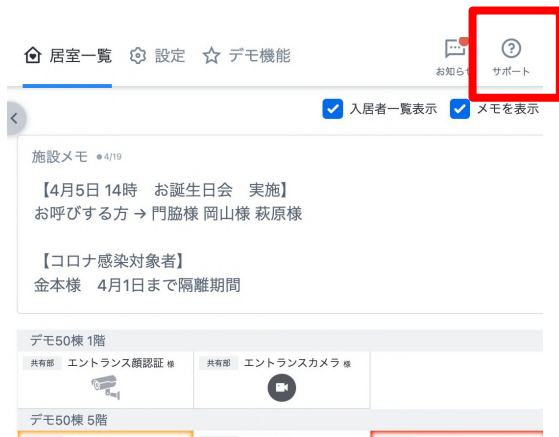 居室一覧 設定 デモ機能
お知らせ サポート
入居者一覧表示 メモを表示
施設メモ ●4/19
【4月5日 14時　お誕生日会　実施】
お呼びする方 → 門脇様 岡山様 萩原様
【コロナ感染対象者】
金本様　4月1日まで隔離期間
デモ50棟 1階
共有部 エントランス顔認証 様 共有部 エントランスカメラ 様
デモ50棟 5階